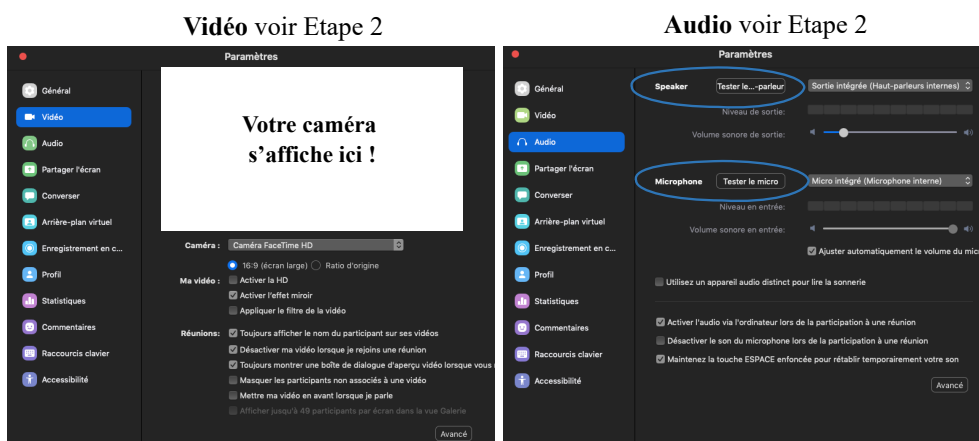 Vidéo voir Etape 2
Paramètres
Général
Vidéo
Audio
Partager l'écran
Converser
Arrière-plan virtuel
Enregistrement en c...
Profil
Statistiques
Commentaires
Raccourcis clavier
Accessibilité
Votre caméra
s'affiche ici !
Caméra : Caméra FaceTime HD
16:9 (écran large) Ratio d'origine
Ma vidéo : Activer la HD
Activer l'effet miroir
Appliquer le filtre de la vidéo
Réunions: Toujours afficher le nom du participant sur ses vidéos
Désactiver ma vidéo lorsque je rejoins une réunion
Toujours montrer une boîte de dialogue d'aperçu vidéo lorsque vous
Masquer les participants non associés à une vidéo
Mettre ma vidéo en avant lorsque je parle
Afficher jusqu'à 49 participants par écran dans la vue Galerie
Avancé
Audio voir Etape 2
Paramètres
Général
Vidéo
Audio
Partager l'écran
Converser
Arrière-plan virtuel
Enregistrement en c...
Profil
Statistiques
Commentaires
Raccourcis clavier
Accessibilité
Speaker Tester le...-parleur Sortie intégrée (Haut-parleurs internes)
Niveau de sortie:
Volume sonore de sortie:
Microphone Tester le micro Micro intégré (Microphone interne)
Niveau en entrée:
Volume sonore en entrée:
Ajuster automatiquement le volume du mic
Utilisez un appareil audio distinct pour lire la sonnerie
Activer l'audio via l'ordinateur lors de la participation à une réunion
Désactiver le son du microphone lors de la participation à une réunion
Maintenez la touche ESPACE enfoncée pour rétablir temporairement votre son
Avancé